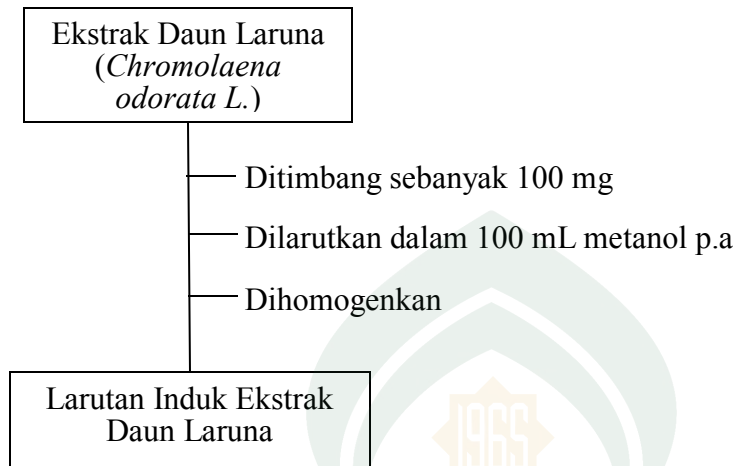 Ekstrak Daun Laruna
(Chromolaena
odorata L.)
Ditimbang sebanyak 100 mg
Dilarutkan dalam 100 mL metanol p.a
Dihomogenkan
Larutan Induk Ekstrak
Daun Laruna
1965